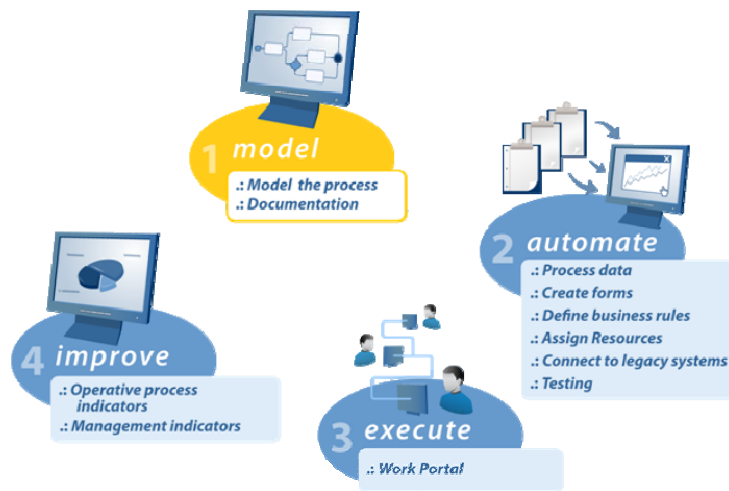 1 model
.: Model the process
.: Documentation
2 automate
.: Process data
.: Create forms
.: Define business rules
.: Assign Resources
.: Connect to legacy systems
.: Testing
3 execute
.: Work Portal
4 improve
.: Operative process
indicators
.: Management indicators